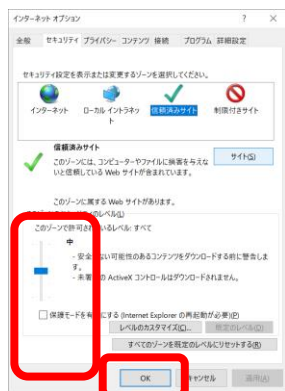 インターネット オプション
? ×
全般 セキュリティ プライバシー コンテンツ 接続 プログラム 詳細設定
セキュリティ設定を表示または変更するゾーンを選択してください。
インターネット ローカル イントラネット 信頼済みサイト 制限付きサイト
信頼済みサイト
サイト(S)
このゾーンには、コンピューターやファイルに損害を与えな
いと信頼している Web サイトが含まれています。
このゾーンに属する Web サイトがあります。
のレベル(L)
このゾーンで許可されているレベル: すべて
中
- 安全 ない可能性のあるコンテンツをダウンロードする前に警告しま
す。
- 未署 の ActiveX コントロールはダウンロードされません。
保護モードを有 にする (Internet Explorer の再起動が必要)(P)
レベルのカスタマイズ(C)... 既定のレベル(D)
すべてのゾーンを既定のレベルにリセットする(R)
OK キャンセル 適用(A)